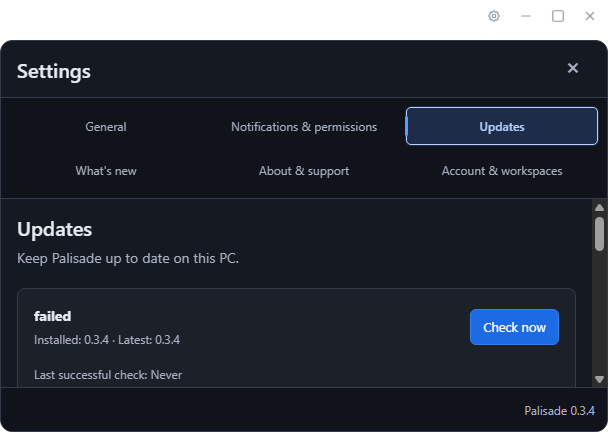 Settings
General
Notifications & permissions
Updates
What's new
About & support
Account & workspaces
Updates
Keep Palisade up to date on this PC.
failed
Installed: 0.3.4 · Latest: 0.3.4
Check now
Last successful check: Never
Palisade 0.3.4